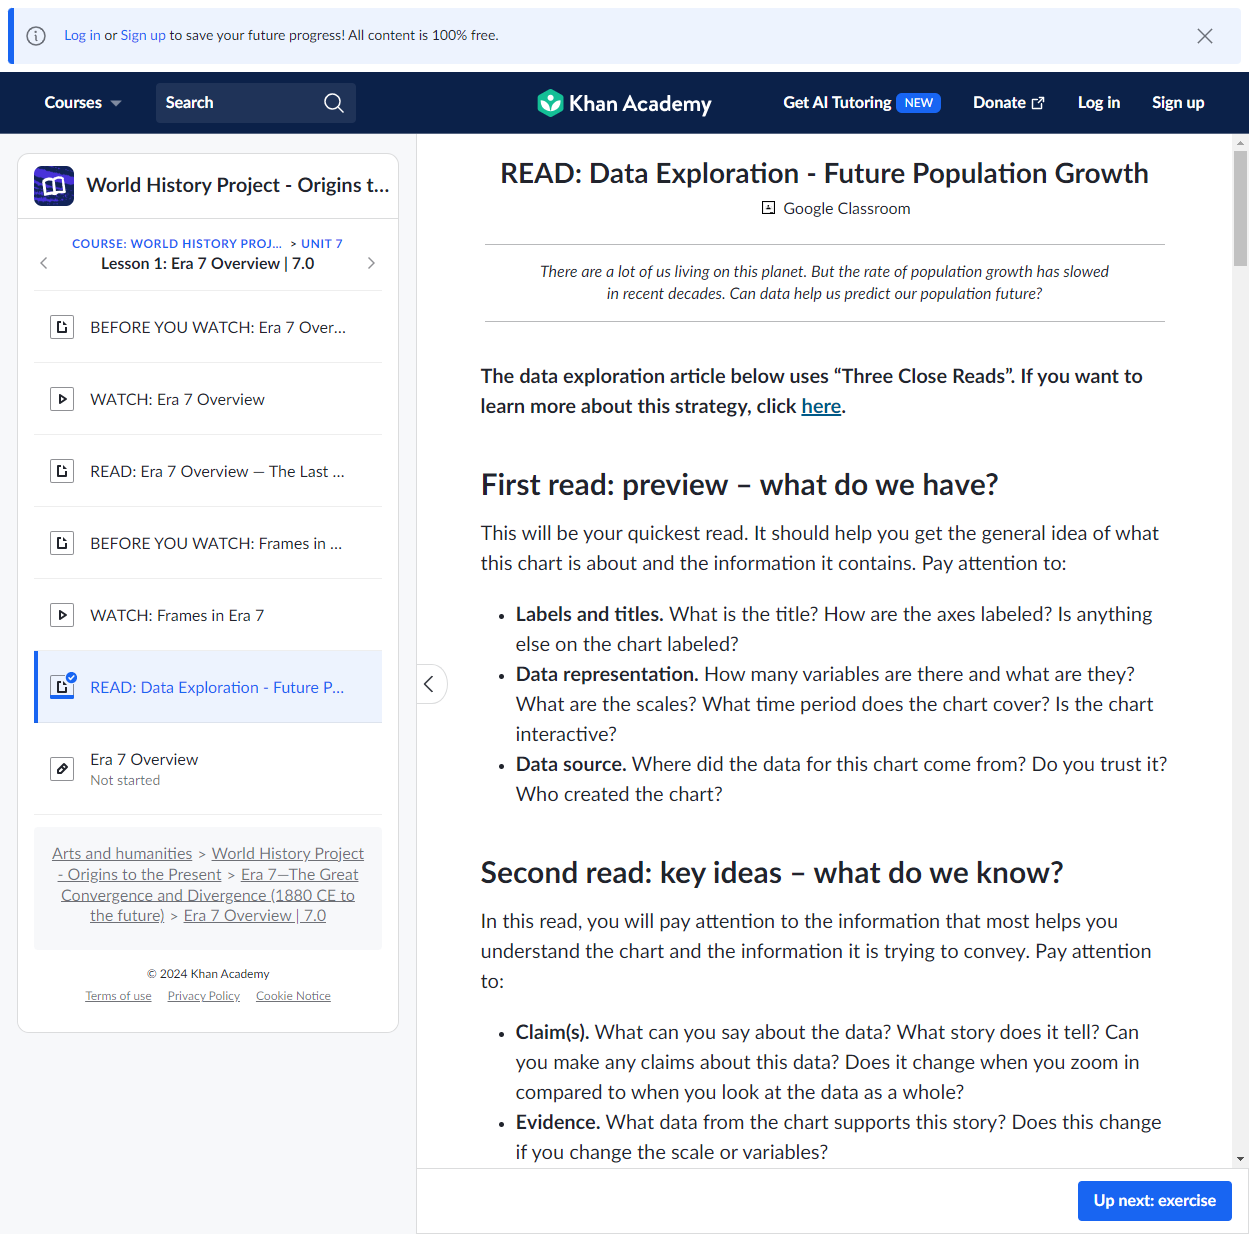 Log in or Sign up to save your future progress! All content is 100% free.
Courses
Search
Khan Academy
Get AI Tutoring NEW
Donate
Log in
Sign up
World History Project - Origins t...
COURSE: WORLD HISTORY PROJ... > UNIT 7
Lesson 1: Era 7 Overview | 7.0
BEFORE YOU WATCH: Era 7 Over...
WATCH: Era 7 Overview
READ: Era 7 Overview — The Last ...
BEFORE YOU WATCH: Frames in ...
WATCH: Frames in Era 7
READ: Data Exploration - Future P...
Era 7 Overview
Not started
Arts and humanities > World History Project
- Origins to the Present > Era 7—The Great
Convergence and Divergence (1880 CE to
the future) > Era 7 Overview | 7.0
© 2024 Khan Academy
Terms of use Privacy Policy Cookie Notice
READ: Data Exploration - Future Population Growth
Google Classroom
There are a lot of us living on this planet. But the rate of population growth has slowed
in recent decades. Can data help us predict our population future?
The data exploration article below uses “Three Close Reads”. If you want to
learn more about this strategy, click here.
First read: preview – what do we have?
This will be your quickest read. It should help you get the general idea of what
this chart is about and the information it contains. Pay attention to:
• Labels and titles. What is the title? How are the axes labeled? Is anything
else on the chart labeled?
• Data representation. How many variables are there and what are they?
What are the scales? What time period does the chart cover? Is the chart
interactive?
• Data source. Where did the data for this chart come from? Do you trust it?
Who created the chart?
Second read: key ideas – what do we know?
In this read, you will pay attention to the information that most helps you
understand the chart and the information it is trying to convey. Pay attention
to:
• Claim(s). What can you say about the data? What story does it tell? Can
you make any claims about this data? Does it change when you zoom in
compared to when you look at the data as a whole?
• Evidence. What data from the chart supports this story? Does this change
if you change the scale or variables?
Up next: exercise